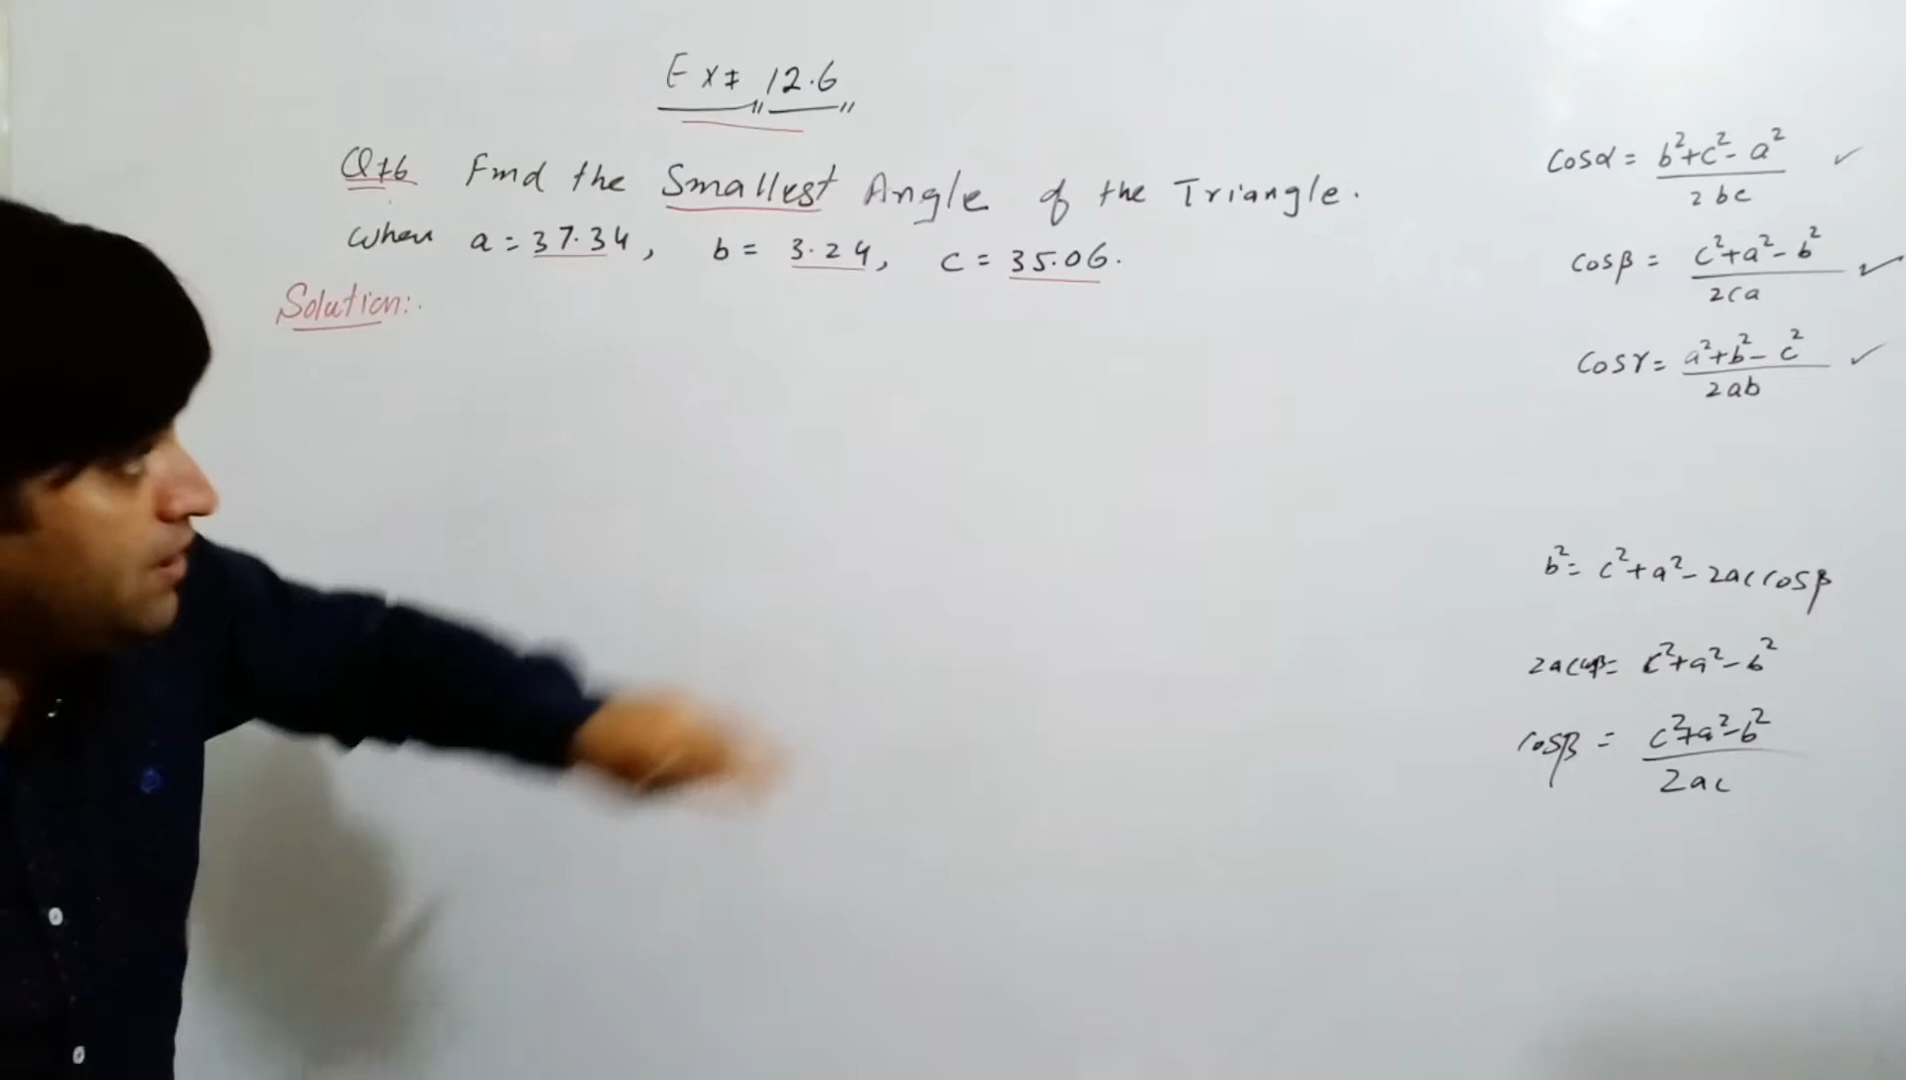 Ex# 12.6
Q#6 Find the Smallest Angle of the Triangle.
When a = 37.34, b = 3.24, c = 35.06.
Solution:.
Cosα = b²+c²-a² / 2bc ✓
Cosβ = c²+a²-b² / 2ca ✓
Cosγ = a²+b²-c² / 2ab ✓
b² = c²+a²-2ac cosβ
2ac cosβ = c²+a²-b²
cosβ = c²+a²-b² / 2ac